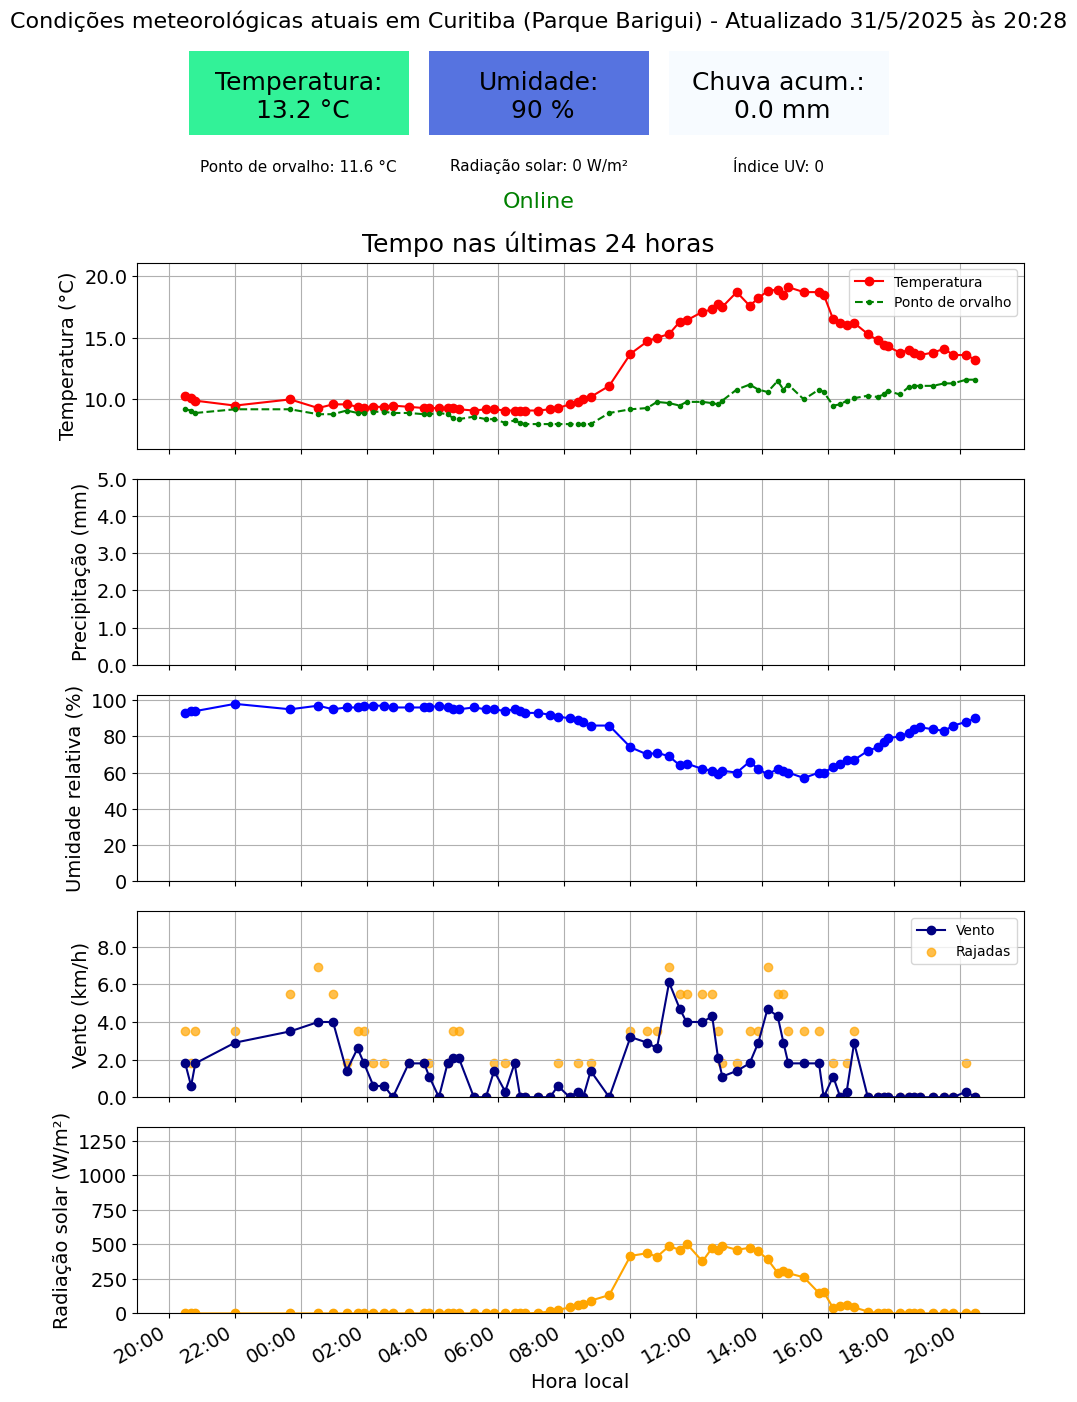 Condições meteorológicas atuais em Curitiba (Parque Barigui) - Atualizado 31/5/2025 às 20:28
Temperatura:
13.2 °C
Umidade:
90 %
Chuva acum.:
0.0 mm
Ponto de orvalho: 11.6 °C
Radiação solar: 0 W/m²
Índice UV: 0
Online
Tempo nas últimas 24 horas
Temperatura (°C)
20.0
15.0
10.0
Temperatura
Ponto de orvalho
Precipitação (mm)
5.0
4.0
3.0
2.0
1.0
0.0
Umidade relativa (%)
100
80
60
40
20
0
Vento (km/h)
8.0
6.0
4.0
2.0
0.0
Vento
Rajadas
Radiação solar (W/m²)
1250
1000
750
500
250
0
20:00
22:00
00:00
02:00
04:00
06:00
08:00
10:00
12:00
14:00
16:00
18:00
20:00
Hora local